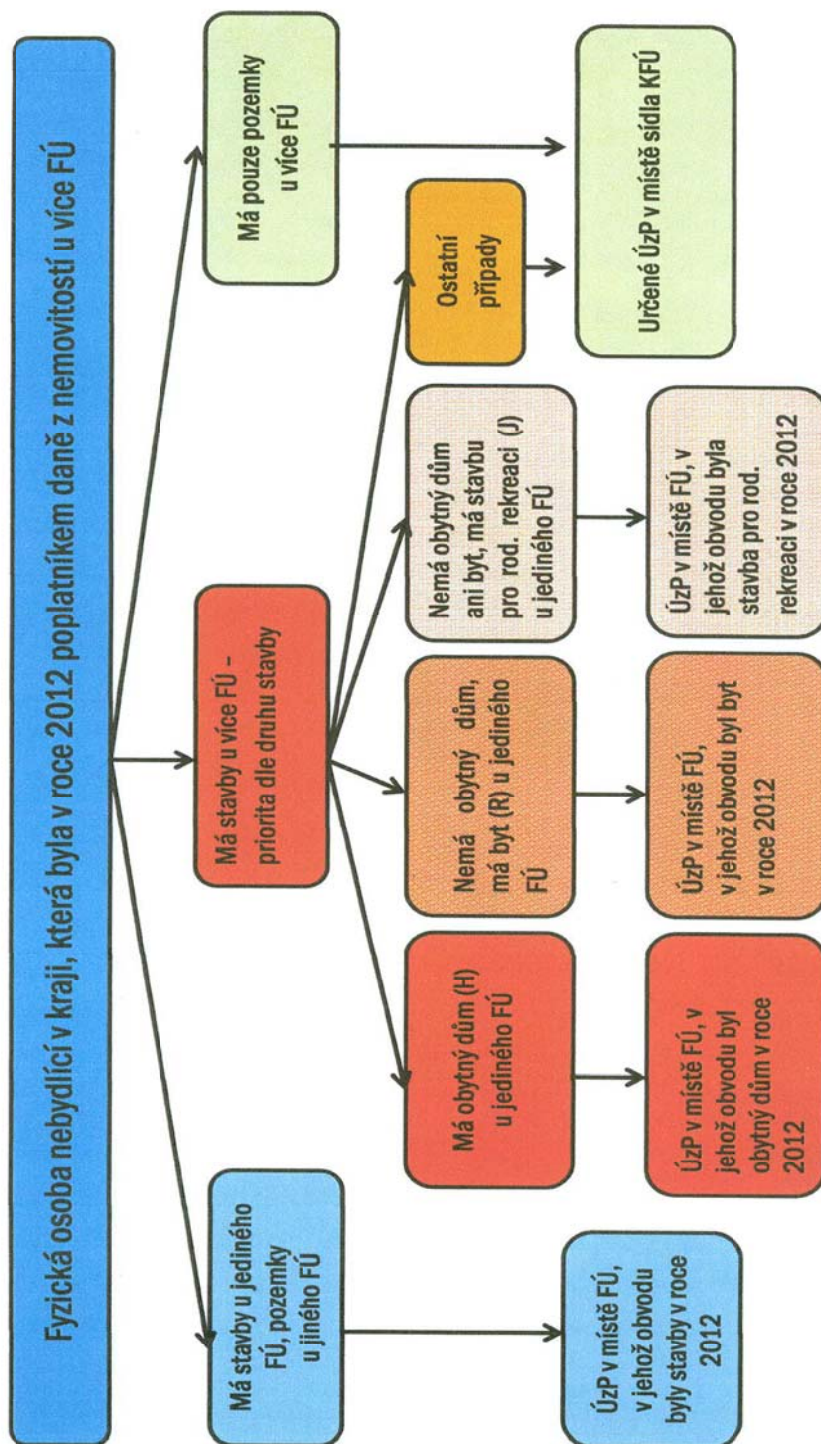 Fyzická osoba nebydlící v kraji, která byla v roce 2012 poplatníkem daně z nemovitostí u více FÚ
Má stavby u jediného
FÚ, pozemky
u jiného FÚ
Má stavby u více FÚ –
priorita dle druhu stavby
Má pouze pozemky
u více FÚ
Má obytný dům (H)
u jediného FÚ
Nemá obytný dům,
má byt (R) u jediného
FÚ
Nemá obytný dům
ani byt, má stavbu
pro rod. rekreaci (J)
u jediného FÚ
Ostatní
případy
ÚzP v místě FÚ,
v jehož obvodu
byly stavby v roce
2012
ÚzP v místě FÚ, v
jehož obvodu byl
obytný dům v roce
2012
ÚzP v místě FÚ,
v jehož obvodu byl byt
v roce 2012
ÚzP v místě FÚ, v
jehož obvodu byla
stavba pro rod.
rekreaci v roce 2012
Určené ÚzP v místě sídla KFÚ